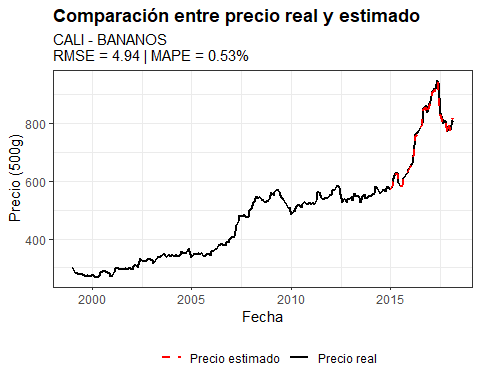 Comparación entre precio real y estimado
CALI - BANANOS
RMSE = 4.94 | MAPE = 0.53%
Precio (500g)
800
600
400
2000 2005 2010 2015
Fecha
Precio estimado Precio real